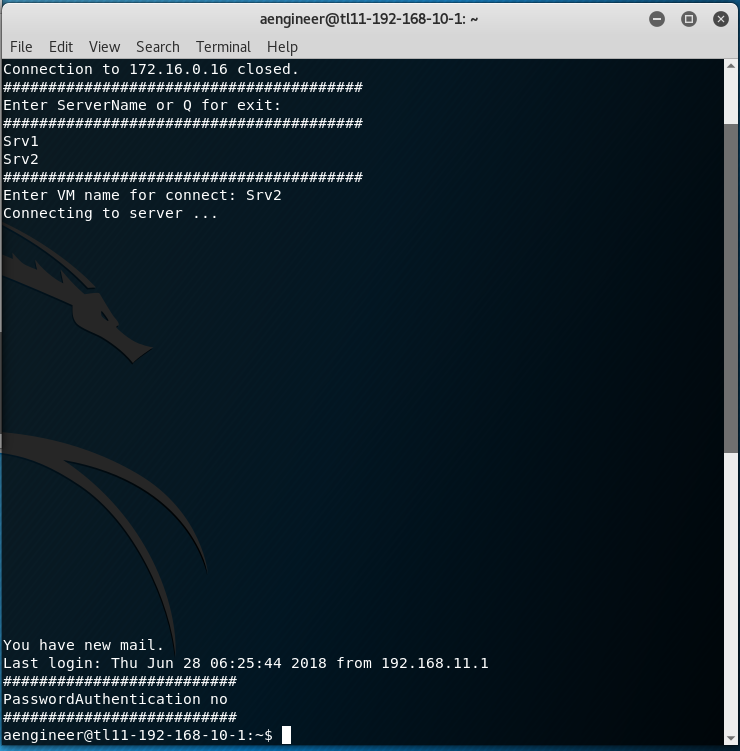 aengineer@tl11-192-168-10-1: ~
File Edit View Search Terminal Help
Connection to 172.16.0.16 closed.
########################################
Enter ServerName or Q for exit:
########################################
Srv1
Srv2
########################################
Enter VM name for connect: Srv2
Connecting to server ...
You have new mail.
Last login: Thu Jun 28 06:25:44 2018 from 192.168.11.1
##########################
PasswordAuthentication no
##########################
aengineer@tl11-192-168-10-1:~$